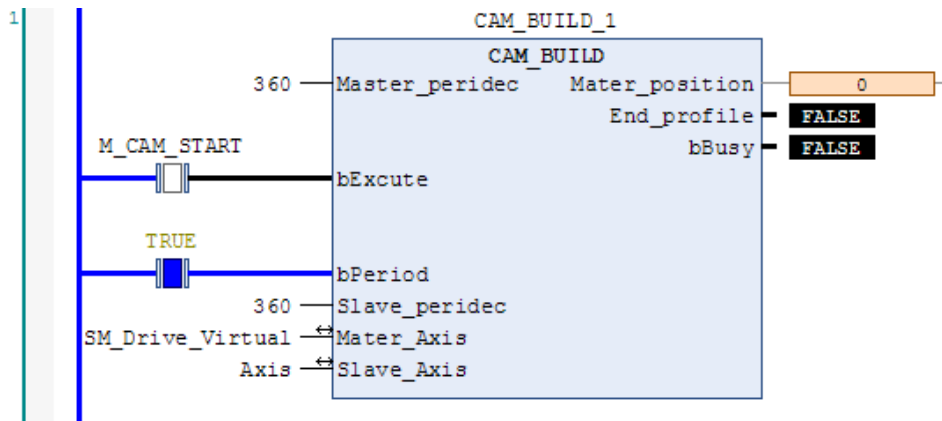 1
CAM_BUILD_1
CAM_BUILD
360 Master_peridec Mater_position 0
End_profile FALSE
M_CAM_START bBusy FALSE
bExcute
TRUE
bPeriod
360 Slave_peridec
SM_Drive_Virtual Mater_Axis
Axis Slave_Axis